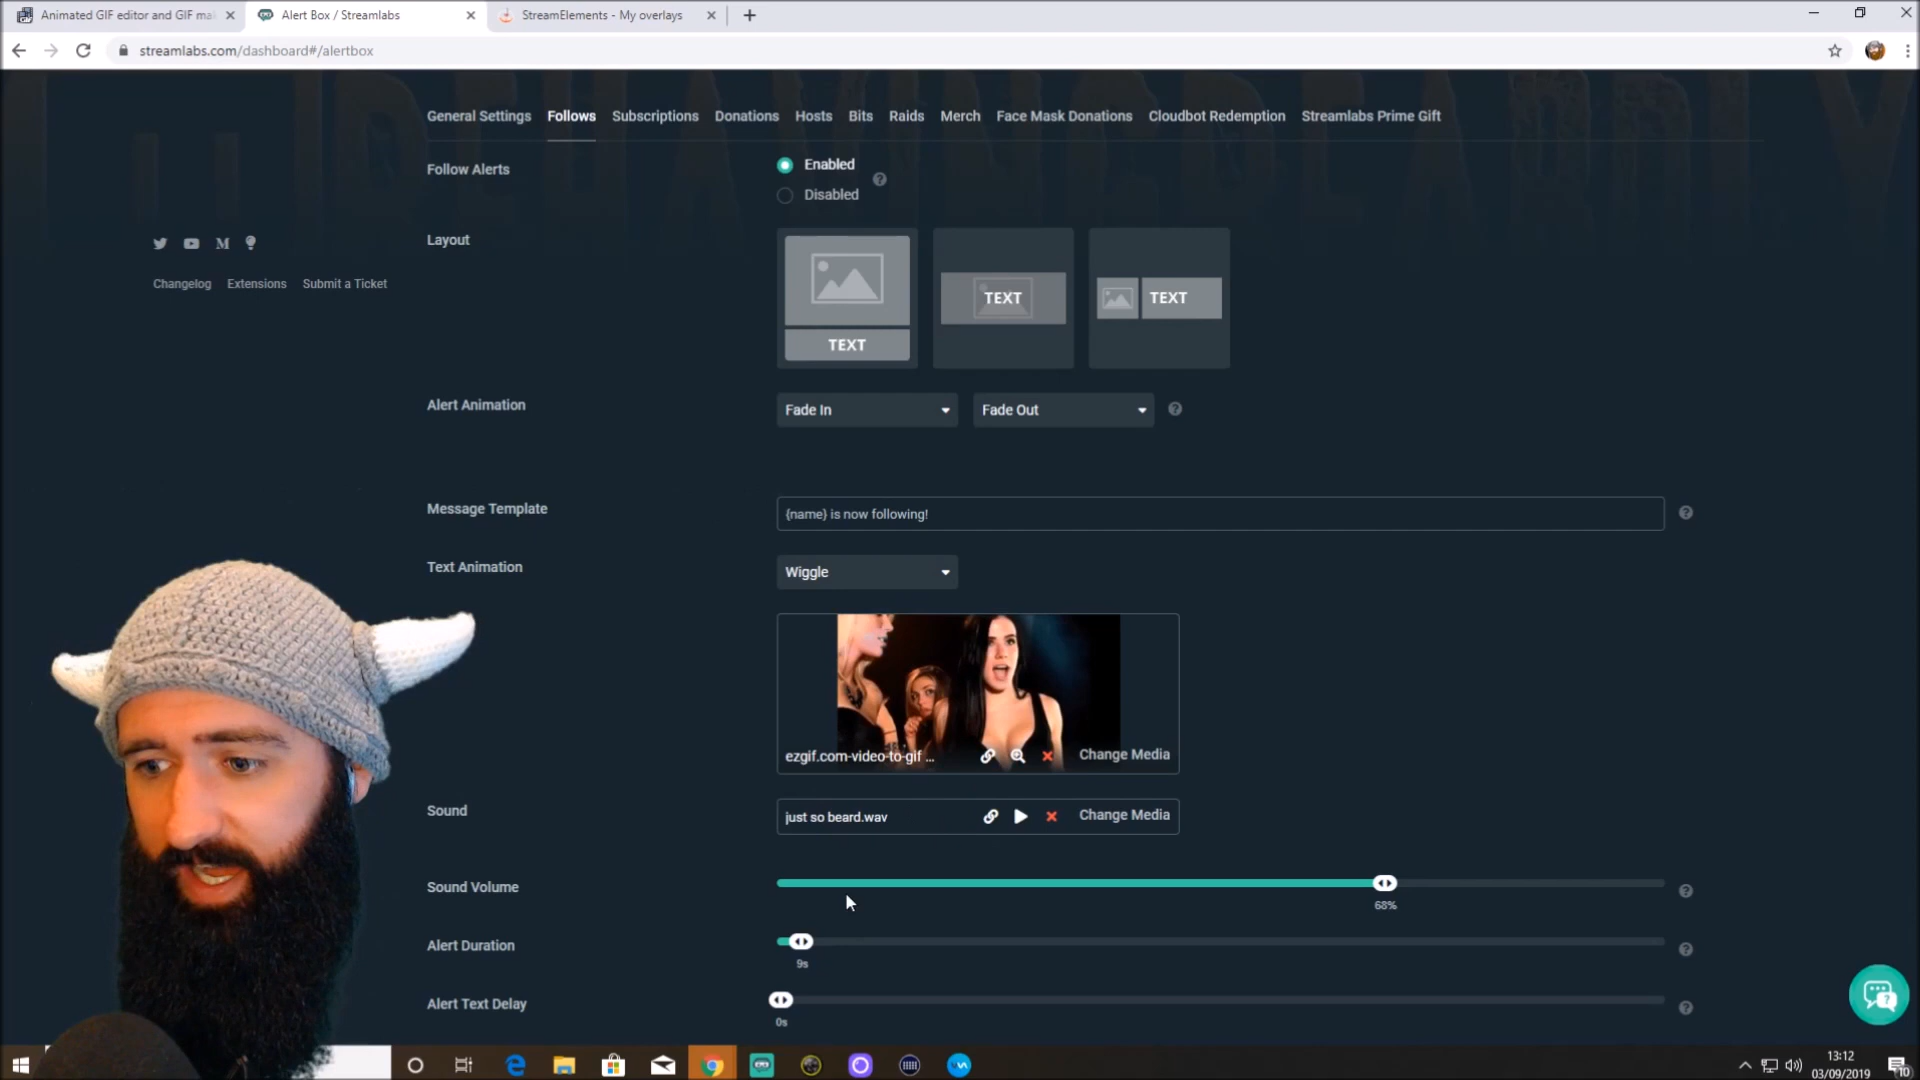 Animated GIF editor and GIF mak
Alert Box / Streamlabs
StreamElements - My overlays
streamlabs.com/dashboard#/alertbox
General Settings Follows Subscriptions Donations Hosts Bits Raids Merch Face Mask Donations Cloudbot Redemption Streamlabs Prime Gift
Follow Alerts
Enabled
Disabled
Changelog Extensions Submit a Ticket
Layout
TEXT
TEXT
TEXT
Alert Animation
Fade In
Fade Out
Message Template
{name} is now following!
Text Animation
Wiggle
ezgif.com-video-to-gif ...
Change Media
Sound
just so beard.wav
Change Media
Sound Volume
68%
Alert Duration
9s
Alert Text Delay
0s
13:12
03/09/2019
10